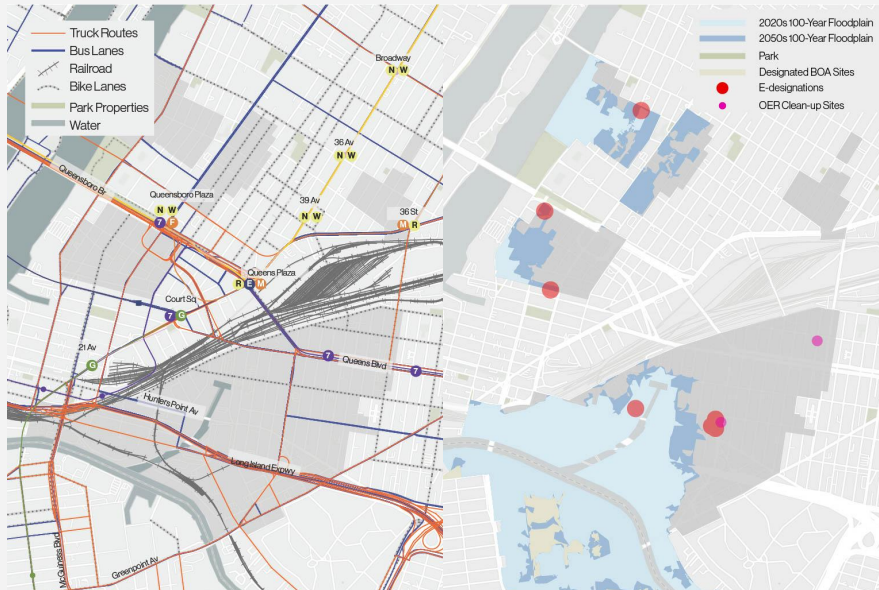 Truck Routes
Bus Lanes
Railroad
Bike Lanes
Park Properties
Water
Broadway
N W
36 Av
N W
39 Av
N W
36 St
M R
Queensboro Br
Queensboro Plaza
N W
7 F
Queens Plaza
R E M
Court Sq
7 G
21 Av
G
7
Queens Blvd
7
Hunters Point Av
Long Island Expwy
McGuiness Blvd
Greenpoint Av
2020s 100-Year Floodplain
2050s 100-Year Floodplain
Park
Designated BOA Sites
E-designations
OER Clean-up Sites